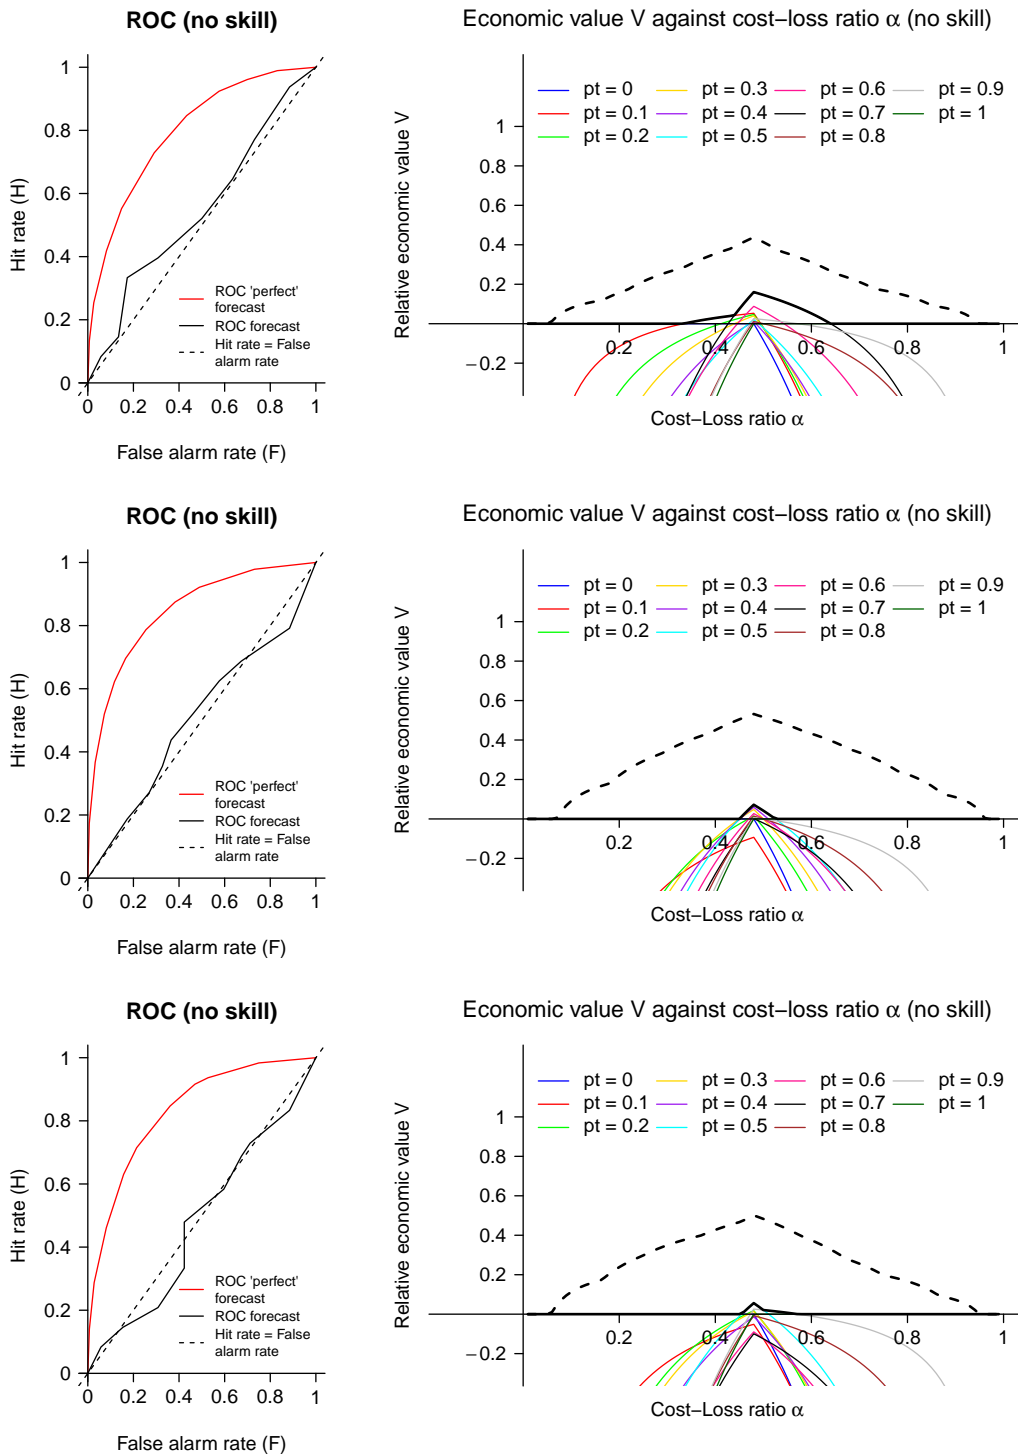 ROC (no skill)
Economic value V against cost−loss ratio α (no skill)
Hit rate (H)
1
0.8
0.6
0.4
0.2
0
0 0.2 0.4 0.6 0.8 1
False alarm rate (F)
ROC 'perfect'
forecast
ROC forecast
Hit rate = False
alarm rate
Relative economic value V
pt = 0 pt = 0.3 pt = 0.6 pt = 0.9
pt = 0.1 pt = 0.4 pt = 0.7 pt = 1
pt = 0.2 pt = 0.5 pt = 0.8
1
0.8
0.6
0.4
0.2
−0.2
0.2 0.4 0.6 0.8 1
Cost−Loss ratio α
ROC (no skill)
Economic value V against cost−loss ratio α (no skill)
Hit rate (H)
1
0.8
0.6
0.4
0.2
0
0 0.2 0.4 0.6 0.8 1
False alarm rate (F)
ROC 'perfect'
forecast
ROC forecast
Hit rate = False
alarm rate
Relative economic value V
pt = 0 pt = 0.3 pt = 0.6 pt = 0.9
pt = 0.1 pt = 0.4 pt = 0.7 pt = 1
pt = 0.2 pt = 0.5 pt = 0.8
1
0.8
0.6
0.4
0.2
−0.2
0.2 0.4 0.6 0.8 1
Cost−Loss ratio α
ROC (no skill)
Economic value V against cost−loss ratio α (no skill)
Hit rate (H)
1
0.8
0.6
0.4
0.2
0
0 0.2 0.4 0.6 0.8 1
False alarm rate (F)
ROC 'perfect'
forecast
ROC forecast
Hit rate = False
alarm rate
Relative economic value V
pt = 0 pt = 0.3 pt = 0.6 pt = 0.9
pt = 0.1 pt = 0.4 pt = 0.7 pt = 1
pt = 0.2 pt = 0.5 pt = 0.8
1
0.8
0.6
0.4
0.2
−0.2
0.2 0.4 0.6 0.8 1
Cost−Loss ratio α